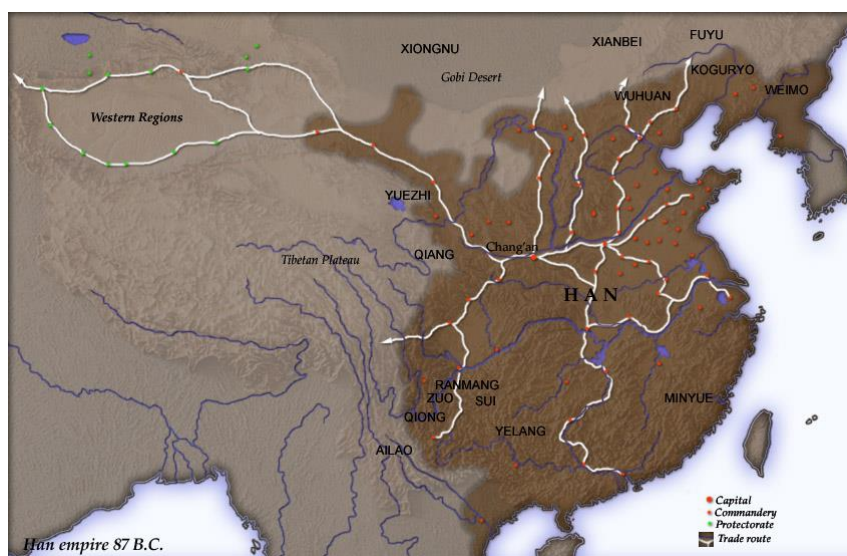 XIONGNU
XIANBEI
FUYU
KOGURYO
Gobi Desert
WEIMO
WUHUAN
Western Regions
YUEZHI
Chang'an
QIANG
Tibetan Plateau
HAN
RANMANG
ZUO
SUI
MINYUE
QIONG
YELANG
AILAO
Capital
Commandery
Protectorate
Trade route
Han empire 87 B.C.